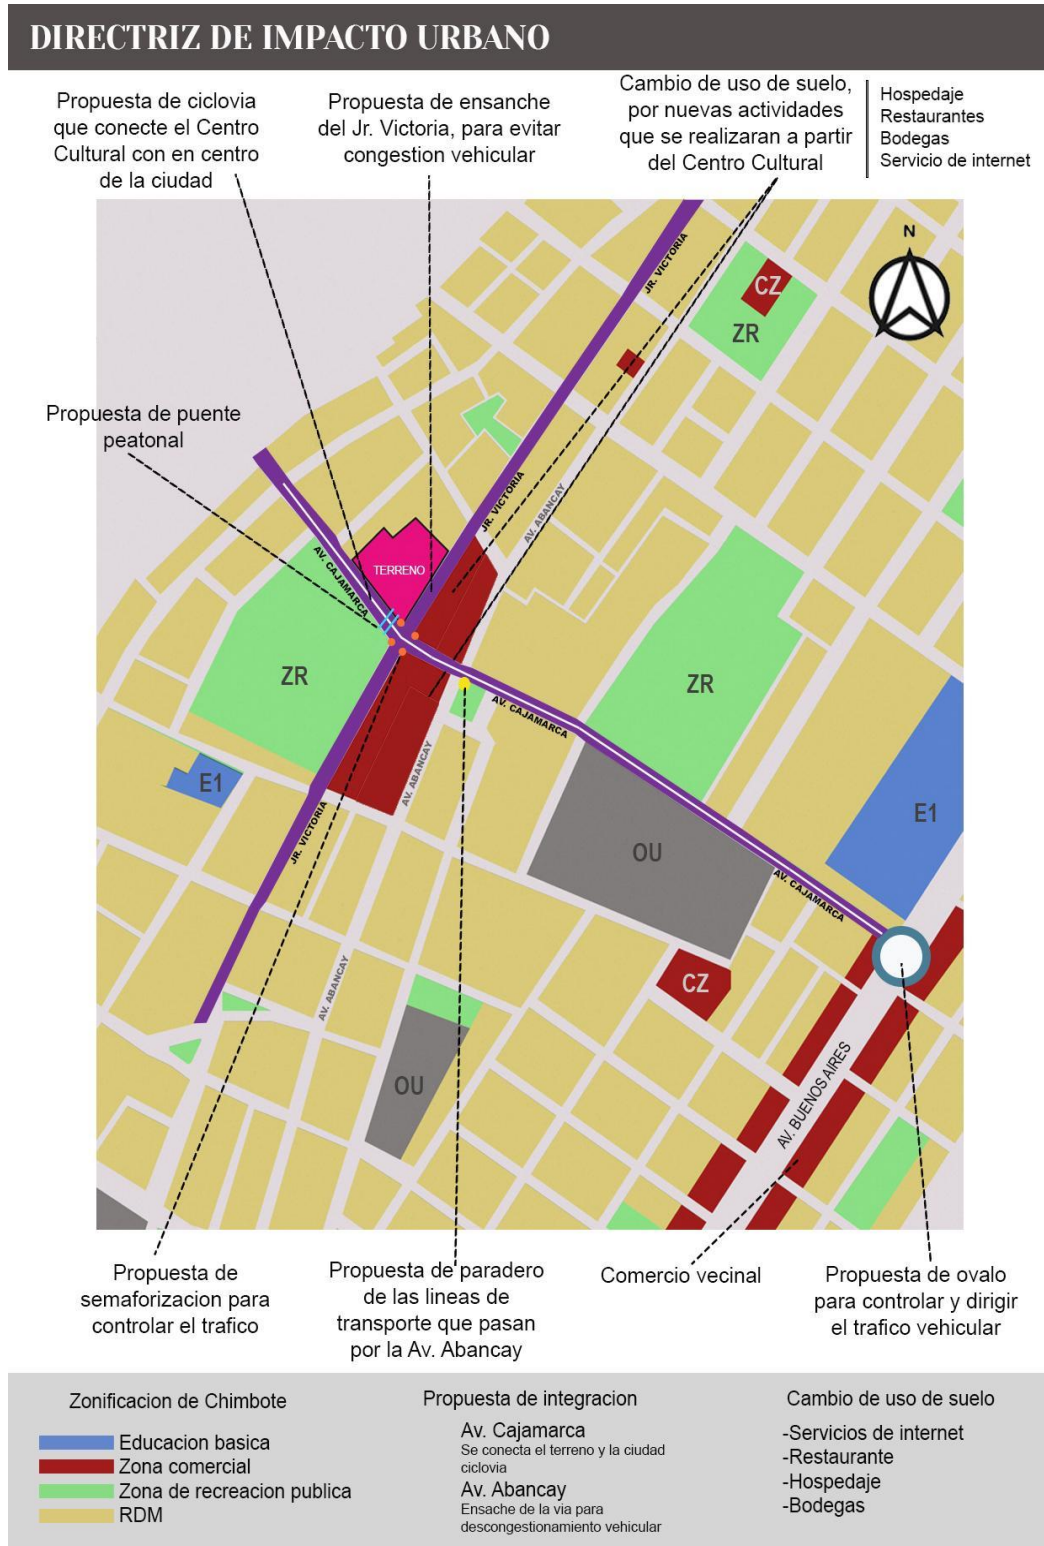 DIRECTRIZ DE IMPACTO URBANO
Propuesta de ciclovia
que conecte el Centro
Cultural con en centro
de la ciudad
Propuesta de ensanche
del Jr. Victoria, para evitar
congestion vehicular
Cambio de uso de suelo,
por nuevas actividades
que se realizaran a partir
del Centro Cultural
Hospedaje
Restaurantes
Bodegas
Servicio de internet
N
JR. VICTORIA
CZ
ZR
Propuesta de puente
peatonal
JR. VICTORIA
AV. ABANCAY
AV. CAJAMARCA
TERRENO
ZR
ZR
AV. CAJAMARCA
AV. ABANCAY
E1
E1
JR. VICTORIA
OU
AV. CAJAMARCA
AV. ABANCAY
CZ
OU
AV. BUENOS AIRES
Propuesta de
semaforizacion para
controlar el trafico
Propuesta de paradero
de las lineas de
transporte que pasan
por la Av. Abancay
Comercio vecinal
Propuesta de ovalo
para controlar y dirigir
el trafico vehicular
Zonificacion de Chimbote
Educacion basica
Zona comercial
Zona de recreacion publica
RDM
Propuesta de integracion
Av. Cajamarca
Se conecta el terreno y la ciudad
ciclovia
Av. Abancay
Ensache de la via para
descongestionamiento vehicular
Cambio de uso de suelo
-Servicios de internet
-Restaurante
-Hospedaje
-Bodegas